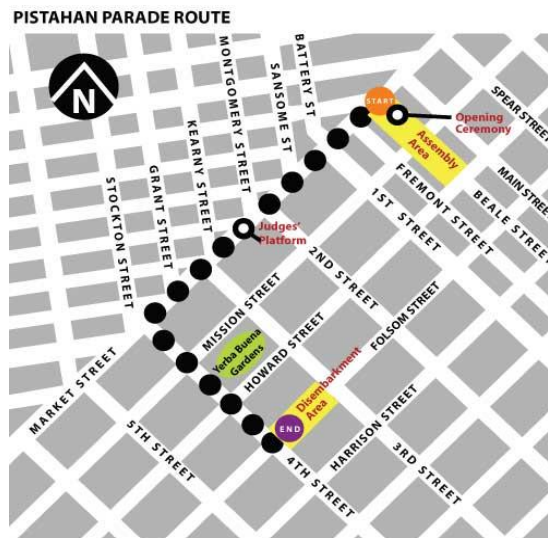 PISTAHAN PARADE ROUTE
N
BATTERY ST
SANSOME ST
MONTGOMERY STREET
KEARNY STREET
GRANT STREET
STOCKTON STREET
START
Opening
Ceremony
Assembly
Area
SPEAR STREET
MAIN STREE
BEALE STREET
FREMONT STREET
1ST STREET
Judges'
Platform
2ND STREET
MISSION STREET
FOLSOM STREET
Yerba Buena
Gardens
HOWARD STREET
Disembarkment
Area
END
MARKET STREET
HARRISON STREET
3RD STREET
5TH STREET
4TH STREET